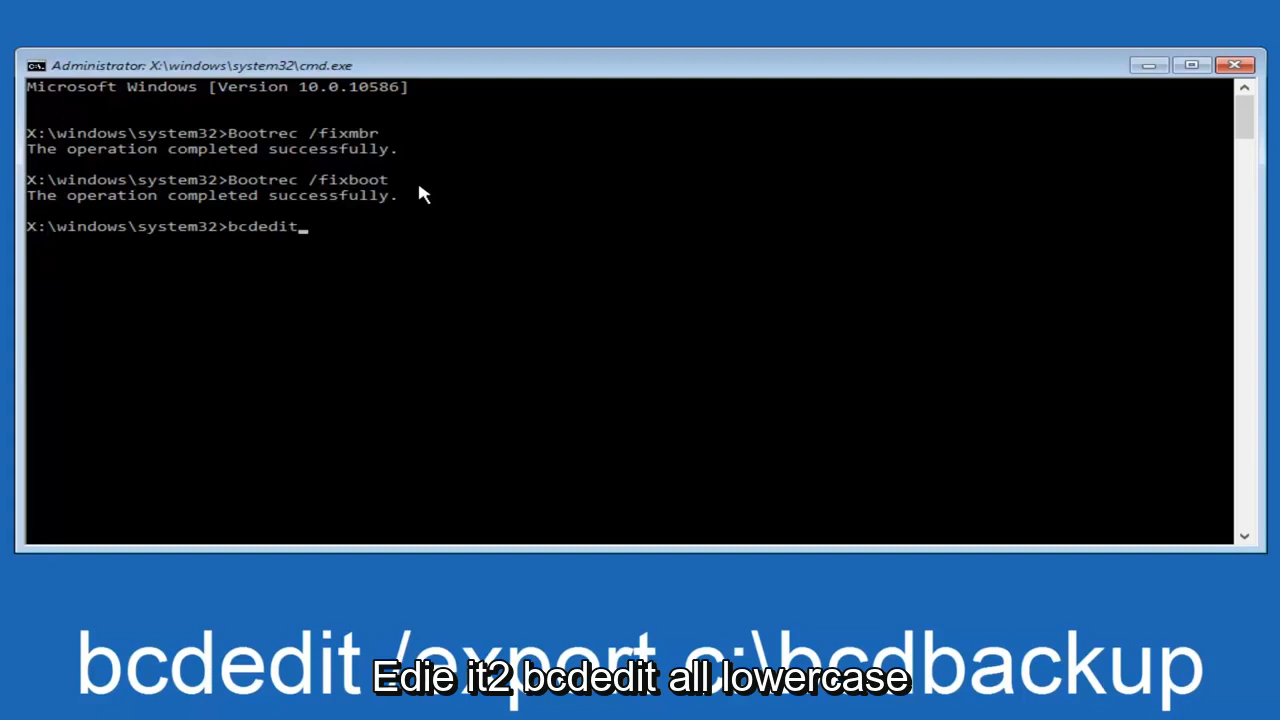 Administrator: X:\windows\system32\cmd.exe
Microsoft Windows [Version 10.0.10586]
X:\windows\system32>Bootrec /fixmbr
The operation completed successfully.
X:\windows\system32>Bootrec /fixboot
The operation completed successfully.
X:\windows\system32>bcdedit_
bcdedit /export c:\bcdbackup
Edie it2 bcdedit all lowercase